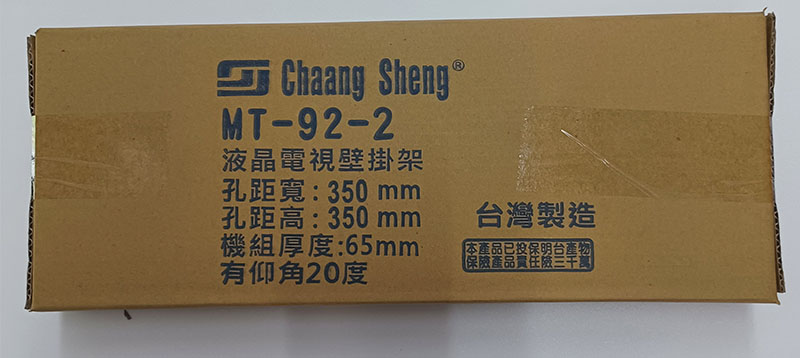 Chaang Sheng®
MT-92-2
液晶電視壁掛架
孔距寬：350 mm
孔距高：350 mm
機組厚度:65mm
有仰角20度
台灣製造
本產品已投保明台產物
保險產品責任險三千萬